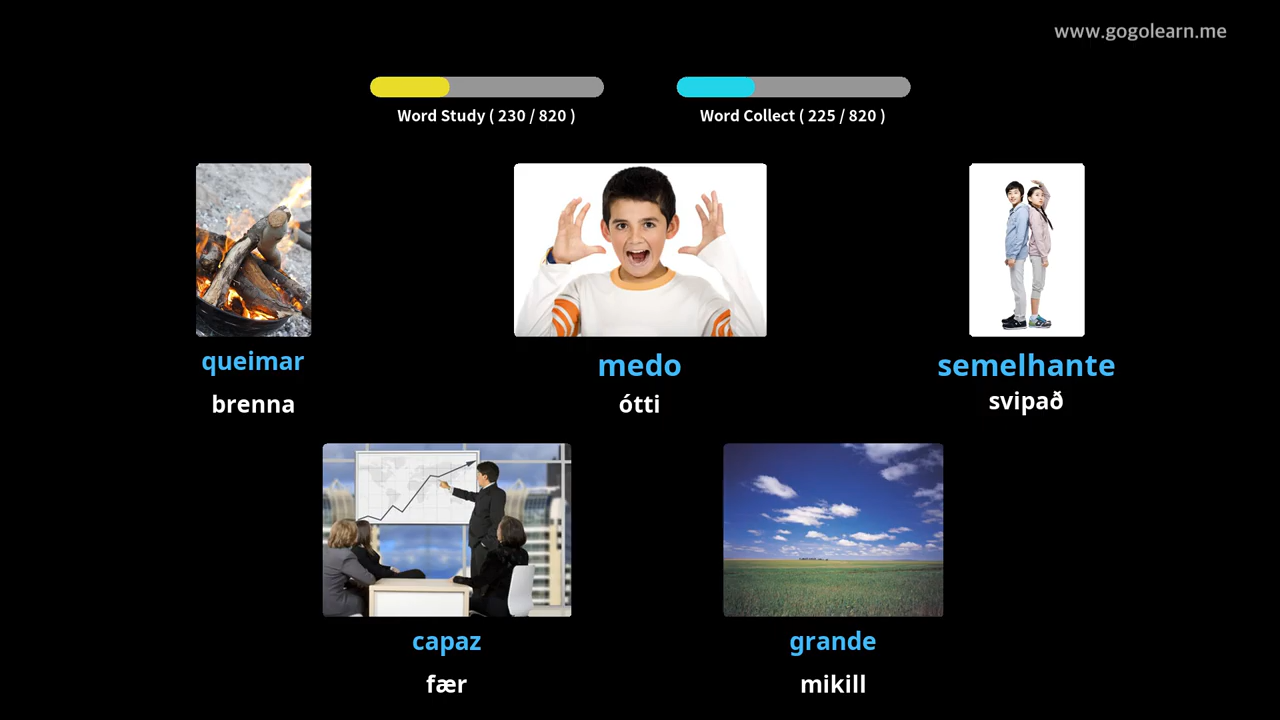 www.gogolearn.me
Word Study ( 230 / 820 )
Word Collect ( 225 / 820 )
queimar
brenna
medo
ótti
semelhante
svipað
capaz
fær
grande
mikill